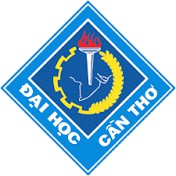 ĐẠI HỌC
CẦN THƠ